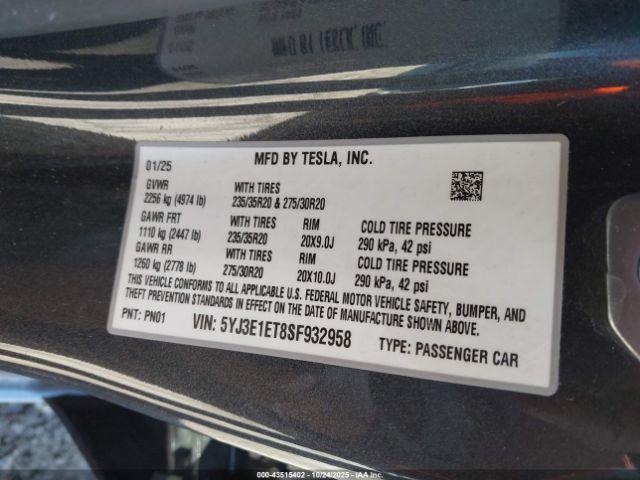 MFD BY TESLA, INC.
01/25
GVWR
2256 kg (4974 lb)
WITH TIRES
235/35R20 & 275/30R20
GAWR FRT
1110 kg (2447 lb)
WITH TIRES
235/35R20
RIM
20X9.0J
COLD TIRE PRESSURE
290 kPa, 42 psi
GAWR RR
1260 kg (2778 lb)
WITH TIRES
275/30R20
RIM
20X10.0J
COLD TIRE PRESSURE
290 kPa, 42 psi
THIS VEHICLE CONFORMS TO ALL APPLICABLE U.S. FEDERAL MOTOR VEHICLE SAFETY, BUMPER, AND
THEFT PREVENTION STANDARDS IN EFFECT ON THE DATE OF MANUFACTURE SHOWN ABOVE.
PNT: PN01
VIN: 5YJ3E1ET8SF932958
TYPE: PASSENGER CAR
000-43515402 - 10/24/2025 - IAAI.COM